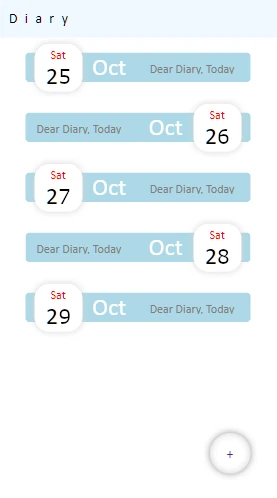 Diary
Sat
25 Oct Dear Diary, Today
Sat
Dear Diary, Today Oct 26
Sat
27 Oct Dear Diary, Today
Sat
Dear Diary, Today Oct 28
Sat
29 Oct Dear Diary, Today
+